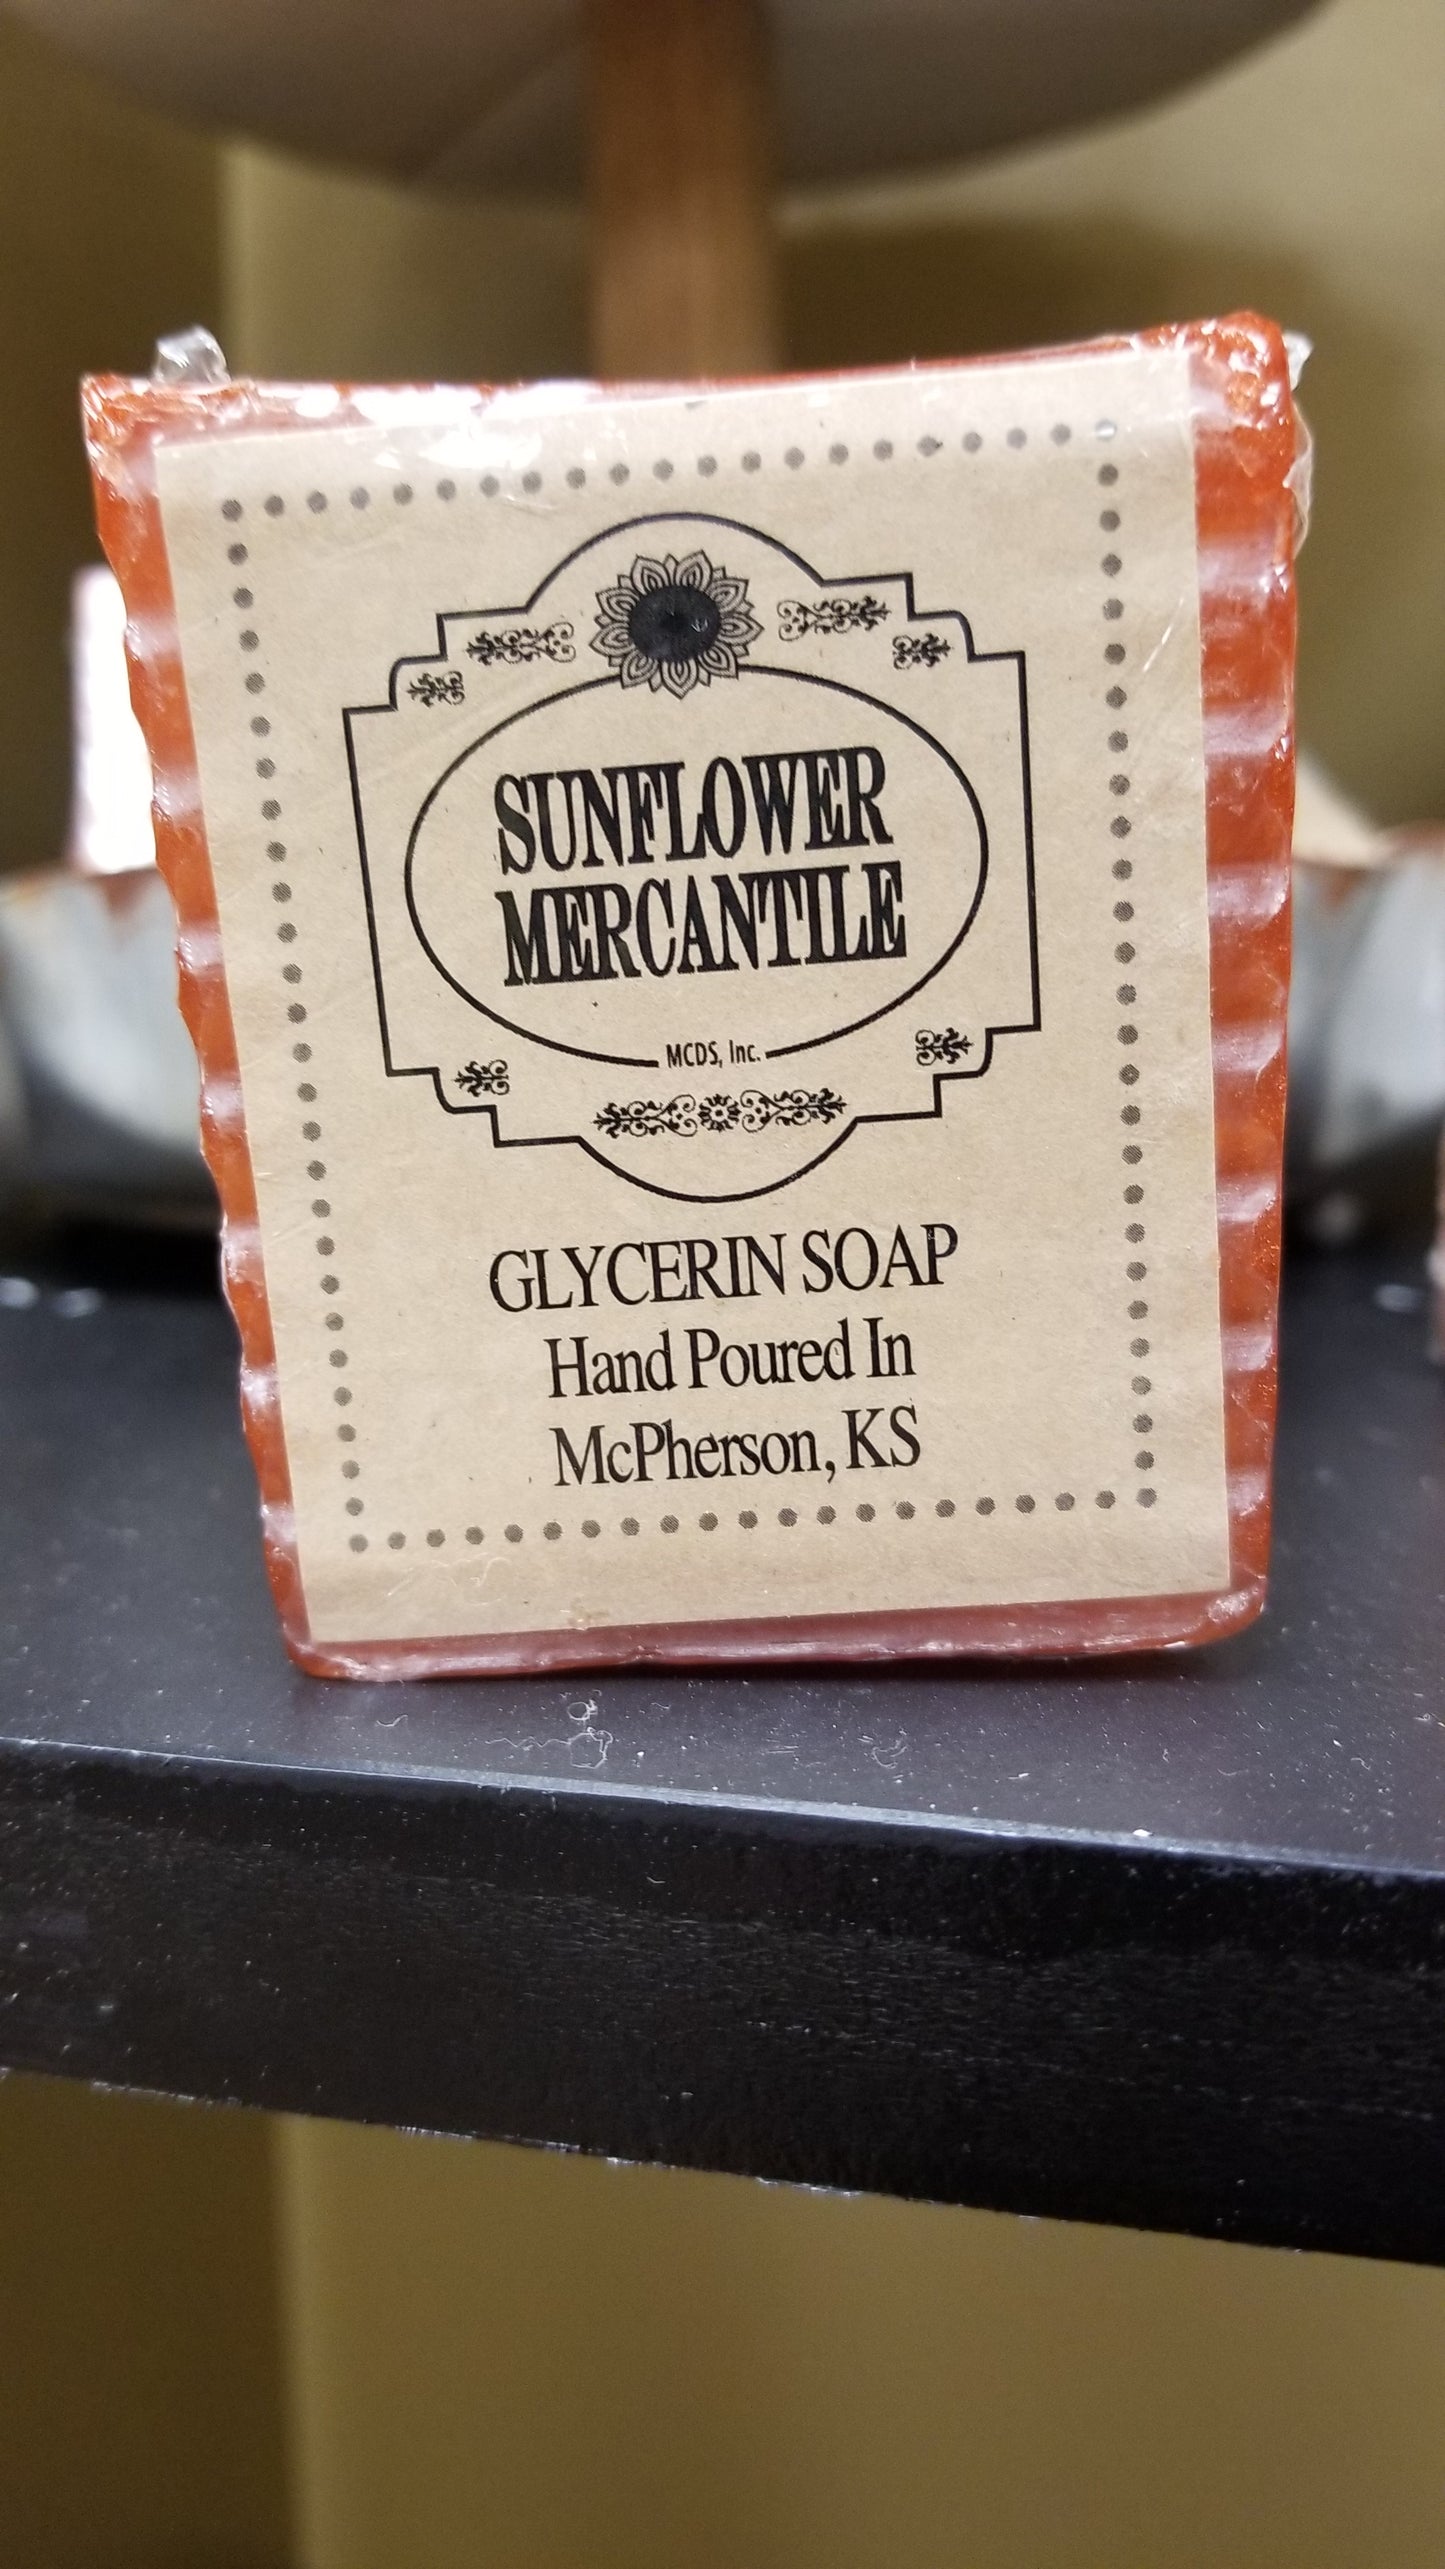 SUNFLOWER
MERCANTILE
MCDS, Inc.
GLYCERIN SOAP
Hand Poured In
McPherson, KS